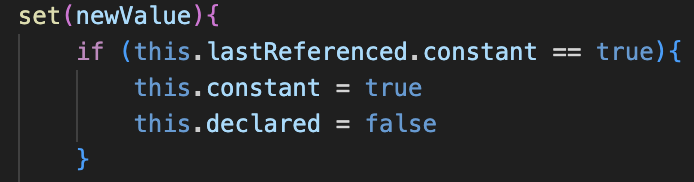 set(newValue){
if (this.lastReferenced.constant == true){
this.constant = true
this.declared = false
}